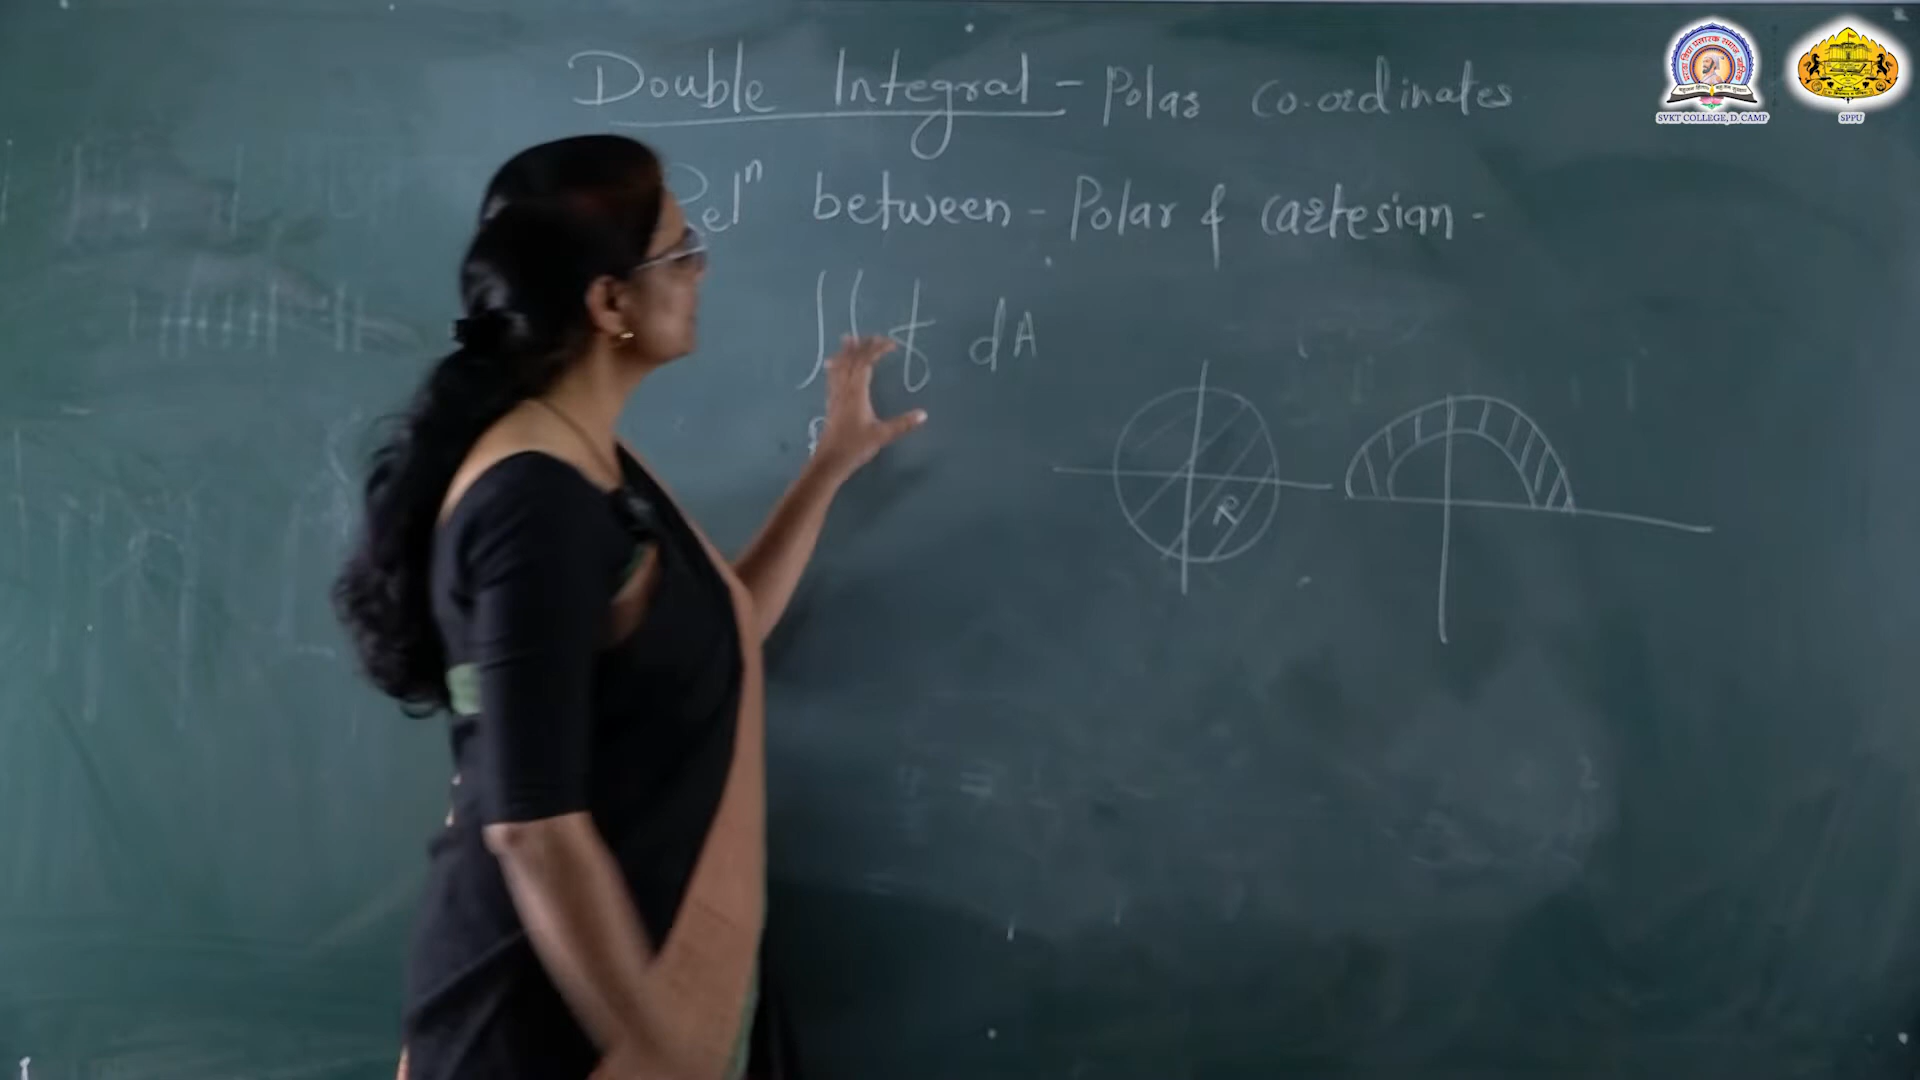 Double Integral - Polar co-ordinates
Relⁿ between - Polar & cartesian -
∫∫ f dA
R
R
SVKT COLLEGE, D. CAMP
SPPU